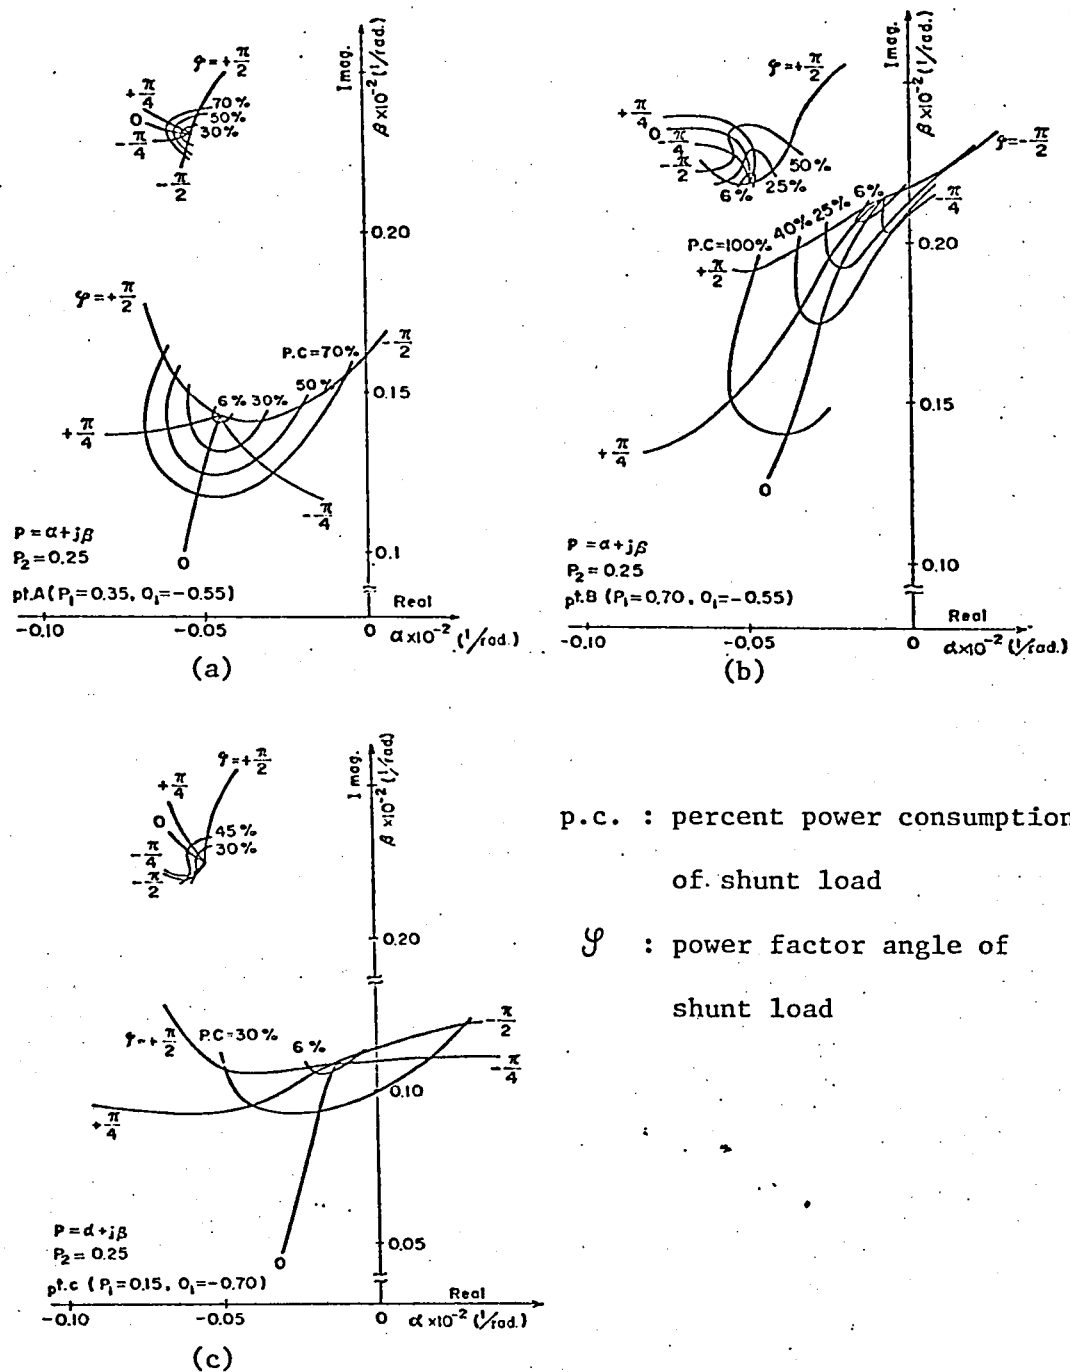 Imag.
β×10⁻² (1/rad.)
φ=+π/2
+π/4
0
-π/4
-π/2
70%
50%
30%
0.20
φ=+π/2
P.C=70%
-π/2
0.15
6% 30% 50%
+π/4
-π/4
0
0.1
P = α+jβ
P₂ = 0.25
pt.A (P₁=0.35, Q₁=-0.55)
Real
-0.10 -0.05 0 α×10⁻² (1/rad.)
(a)
Imag.
β×10⁻² (1/rad.)
φ=+π/2
+π/4
0
-π/4
-π/2
50%
25%
6%
φ=-π/2
-π/4
P.C=100% 40% 25% 6%
0.20
+π/2
0.15
+π/4
0
0.10
P = α+jβ
P₂ = 0.25
pt.B (P₁=0.70, Q₁=-0.55)
Real
-0.10 -0.05 0 α×10⁻² (1/rad.)
(b)
Imag.
β×10⁻² (1/rad)
φ=+π/2
+π/4
0
45%
30%
-π/4
-π/2
0.20
φ=+π/2
P.C=30%
6%
-π/2
-π/4
0.10
+π/4
0
0.05
P = α+jβ
P₂ = 0.25
pt.c (P₁=0.15, Q₁=-0.70)
Real
-0.10 -0.05 0 α×10⁻² (1/rad.)
(c)
p.c. : percent power consumption
of shunt load
φ : power factor angle of
shunt load